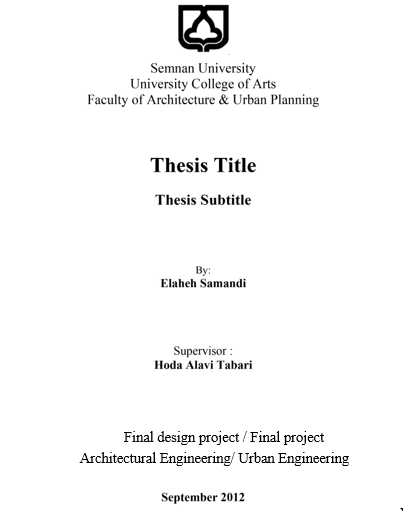 Semnan University
University College of Arts
Faculty of Architecture & Urban Planning
Thesis Title
Thesis Subtitle
By:
Elaheh Samandi
Supervisor :
Hoda Alavi Tabari
Final design project / Final project
Architectural Engineering/ Urban Engineering
September 2012